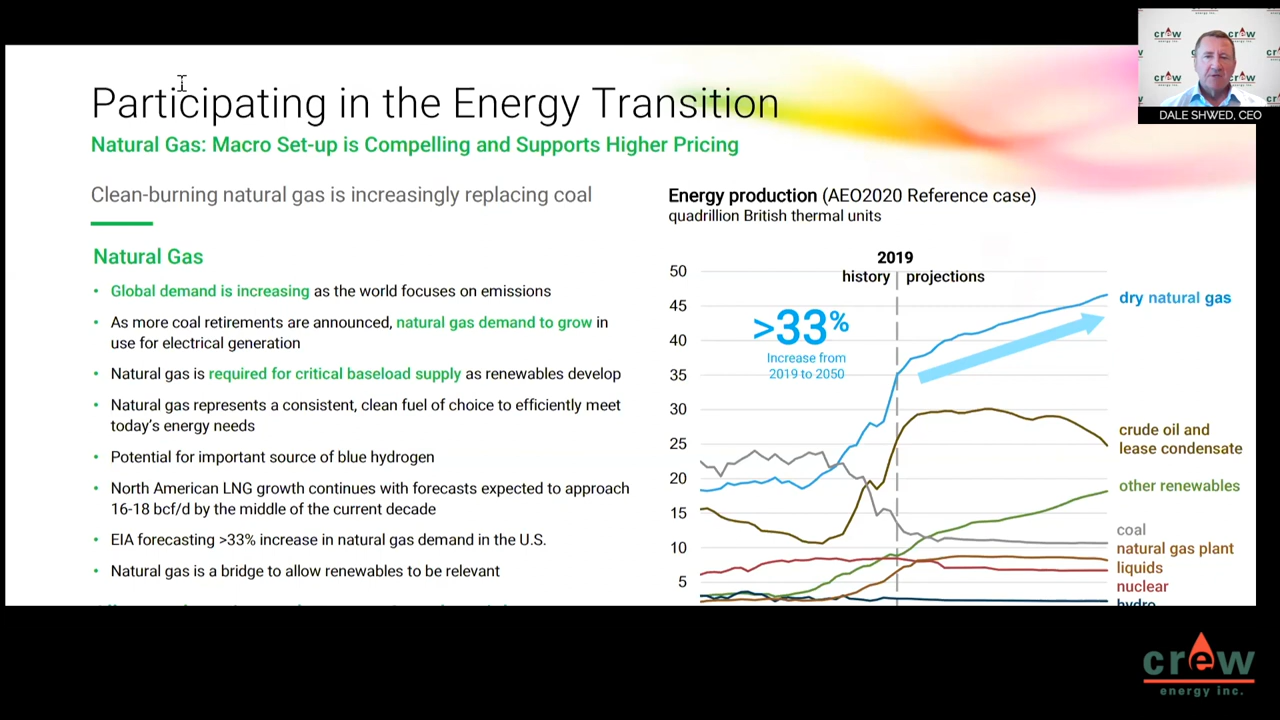 crew
energy inc.
DALE SHWED, CEO
Participating in the Energy Transition
Natural Gas: Macro Set-up is Compelling and Supports Higher Pricing
Clean-burning natural gas is increasingly replacing coal
Natural Gas
• Global demand is increasing as the world focuses on emissions
• As more coal retirements are announced, natural gas demand to grow in
use for electrical generation
• Natural gas is required for critical baseload supply as renewables develop
• Natural gas represents a consistent, clean fuel of choice to efficiently meet
today's energy needs
• Potential for important source of blue hydrogen
• North American LNG growth continues with forecasts expected to approach
16-18 bcf/d by the middle of the current decade
• EIA forecasting >33% increase in natural gas demand in the U.S.
• Natural gas is a bridge to allow renewables to be relevant
Energy production (AEO2020 Reference case)
quadrillion British thermal units
2019
history projections
50
45
40
35
30
25
20
15
10
5
>33%
Increase from
2019 to 2050
dry natural gas
crude oil and
lease condensate
other renewables
coal
natural gas plant
liquids
nuclear
hydro
crew
energy inc.